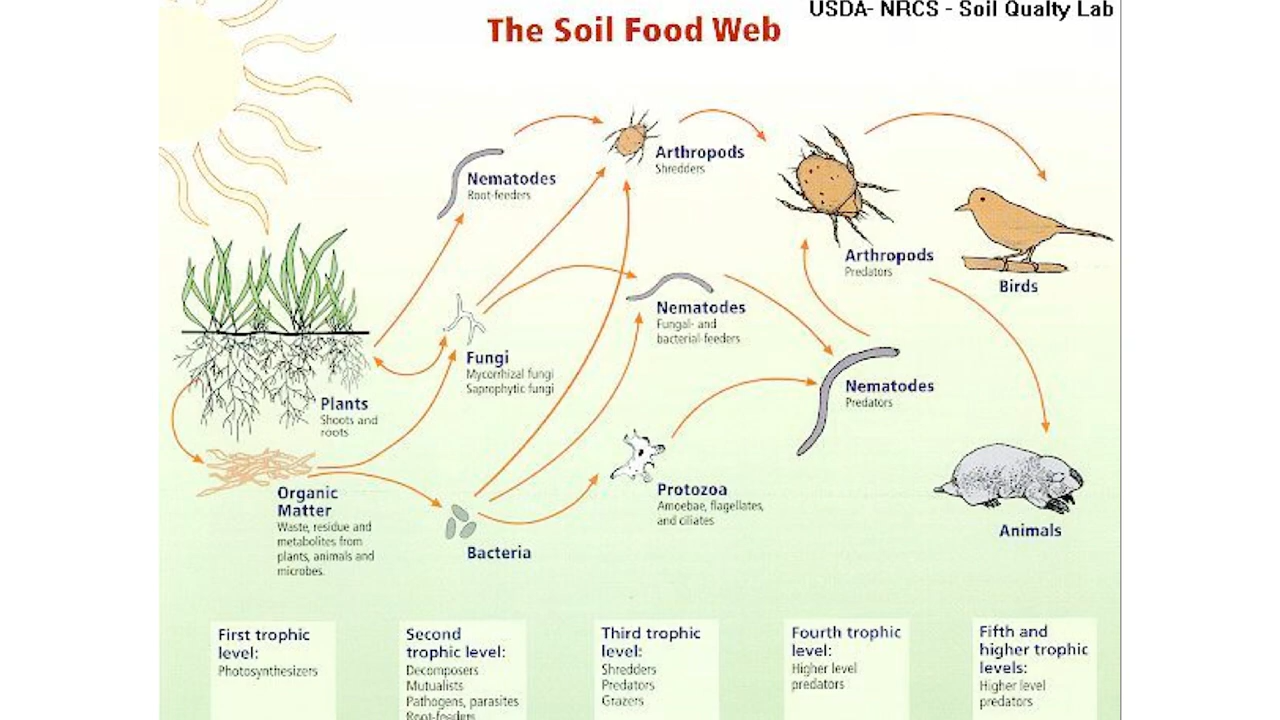 USDA- NRCS - Soil Qualty Lab
The Soil Food Web
Arthropods
Shredders
Nematodes
Root-feeders
Arthropods
Predators
Birds
Nematodes
Fungal- and
bacterial-feeders
Fungi
Mycorrhizal fungi
Saprophytic fungi
Nematodes
Predators
Plants
Shoots and
roots
Organic
Matter
Waste, residue and
metabolites from
plants, animals and
microbes.
Bacteria
Protozoa
Amoebae, flagellates,
and ciliates
Animals
First trophic
level:
Photosynthesizers
Second
trophic level:
Decomposers
Mutualists
Pathogens, parasites
Root-feeders
Third trophic
level:
Shredders
Predators
Grazers
Fourth trophic
level:
Higher level
predators
Fifth and
higher trophic
levels:
Higher level
predators